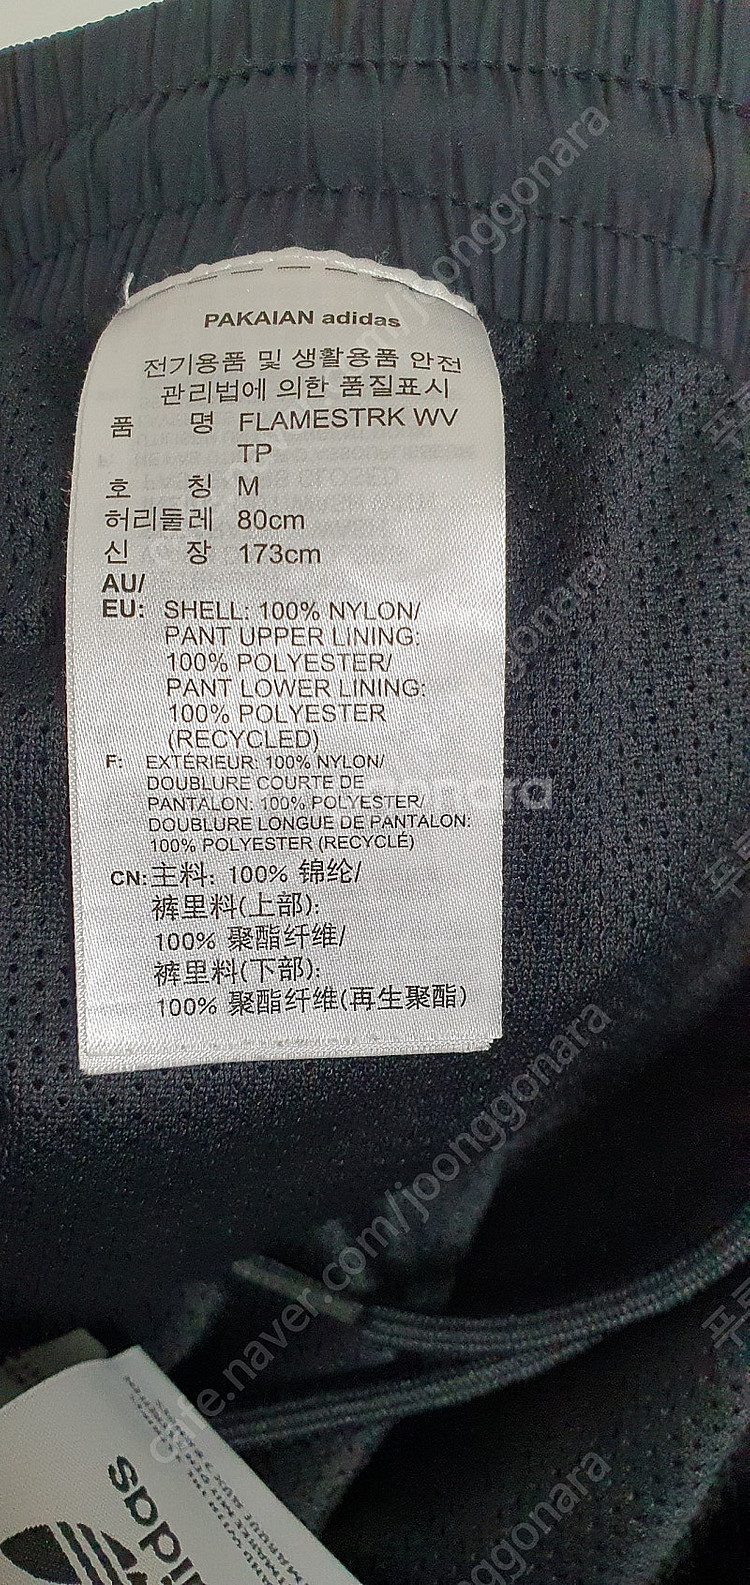 PAKAIAN adidas
전기용품 및 생활용품 안전
관리법에 의한 품질표시
품 명 FLAMESTRK WV
TP
호 칭 M
허리둘레 80cm
신 장 173cm
AU/
EU: SHELL: 100% NYLON/
PANT UPPER LINING:
100% POLYESTER/
PANT LOWER LINING:
100% POLYESTER
(RECYCLED)
F: EXTÉRIEUR: 100% NYLON/
DOUBLURE COURTE DE
PANTALON: 100% POLYESTER/
DOUBLURE LONGUE DE PANTALON:
100% POLYESTER (RECYCLÉ)
CN: 主料: 100% 锦纶/
裤里料(上部):
100% 聚酯纤维/
裤里料(下部):
100% 聚酯纤维(再生聚酯)
cafe.naver.com/joonggonara
adidas